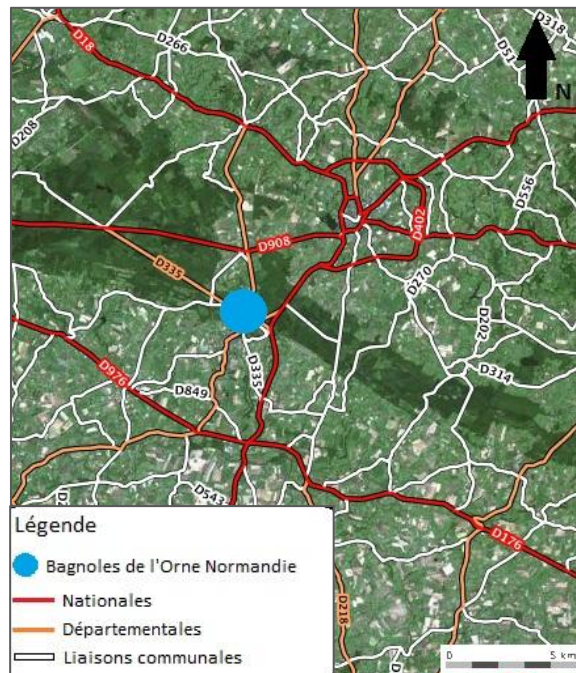 D318
D18
D266
D51
N
D208
D556
D402
D908
D335
D270
D202
D976
D335
D314
D849
D543
D176
D218
Légende
Bagnoles de l'Orne Normandie
Nationales
Départementales
Liaisons communales
0 5 km